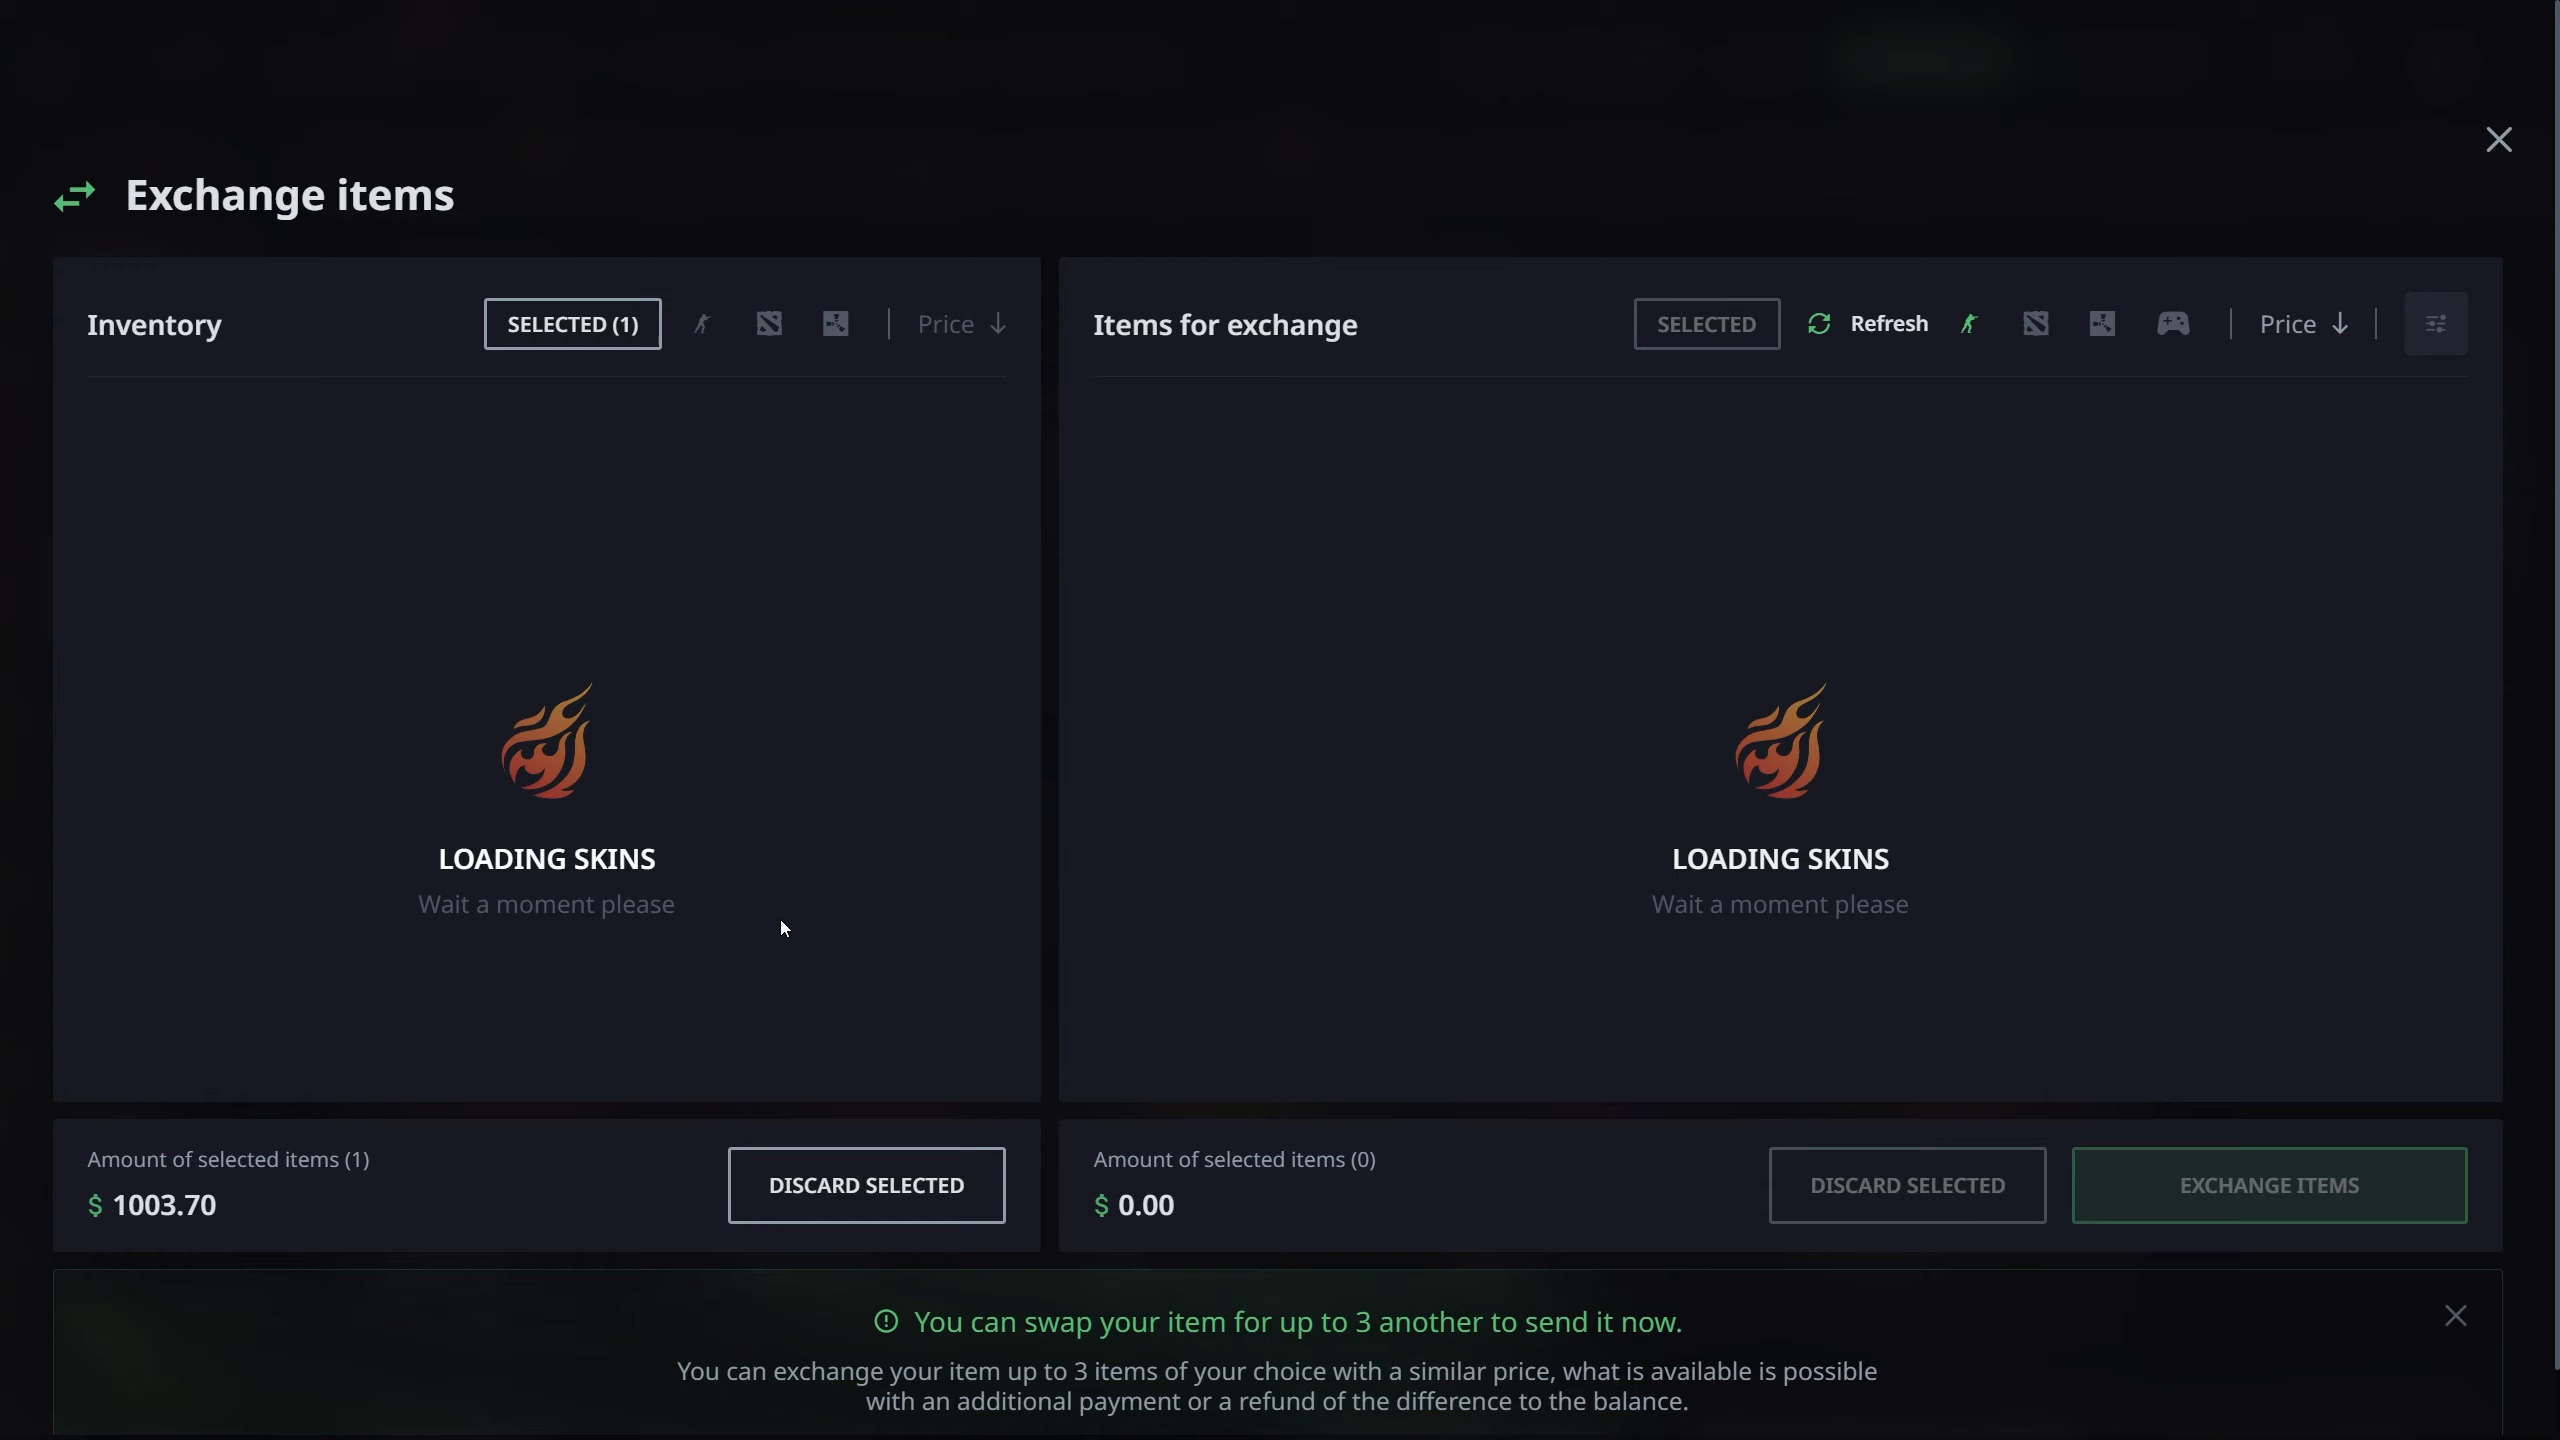 Exchange items
Inventory
SELECTED (1)
Price
LOADING SKINS
Wait a moment please
Amount of selected items (1)
$ 1003.70
DISCARD SELECTED
Items for exchange
SELECTED
Refresh
Price
LOADING SKINS
Wait a moment please
Amount of selected items (0)
$ 0.00
DISCARD SELECTED
EXCHANGE ITEMS
You can swap your item for up to 3 another to send it now.
You can exchange your item up to 3 items of your choice with a similar price, what is available is possible
with an additional payment or a refund of the difference to the balance.